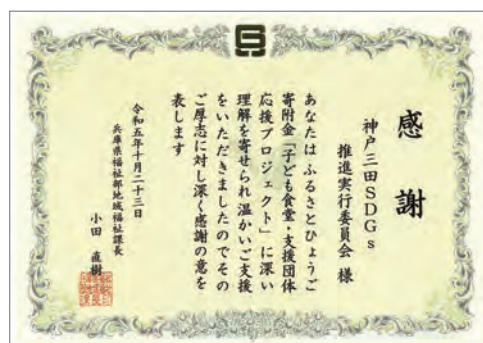 感謝
神戸三田SDGs
推進実行委員会 様
あなたは ふるさとひょうご
寄附金「子ども食堂・支援団体
応援プロジェクト」に深い
理解を寄せられ温かいご支援
をいただきましたのでその
ご厚志に対し深く感謝の意を
表します
令和五年十月二十三日
兵庫県福祉部地域福祉課長
小田 直樹